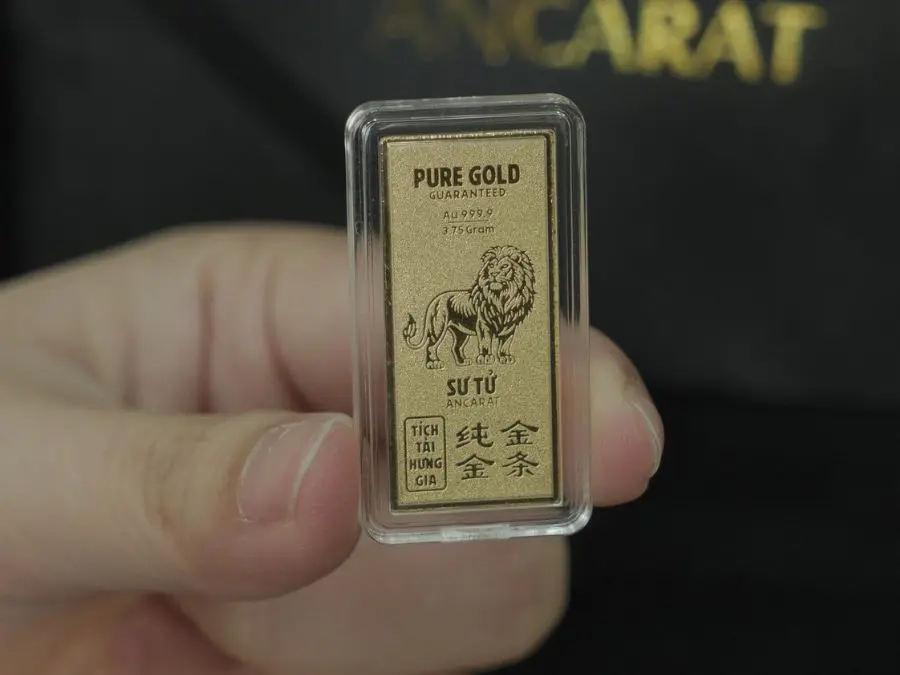 ANCARAT
PURE GOLD
GUARANTEED
Au 999.9
3.75 Gram
SƯ TỬ
ANCARAT
TÍCH
TÀI
HƯNG
GIA
纯金
金条